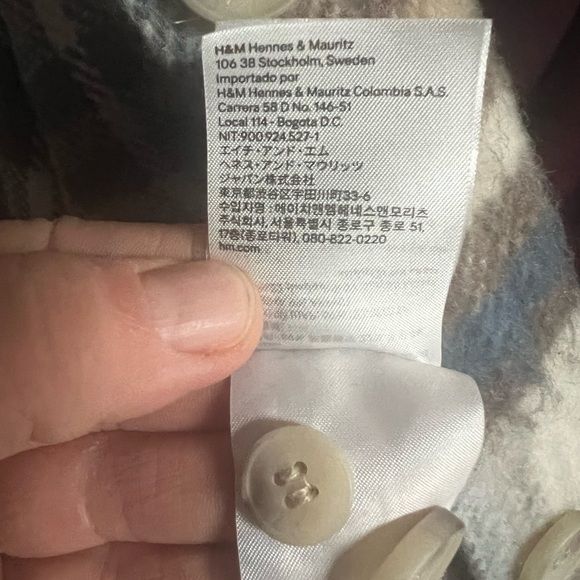 H&M Hennes & Mauritz
106 38 Stockholm, Sweden
Importado por
H&M Hennes & Mauritz Colombia S.A.S.
Carrera 58 D No. 146-51
Local 114 - Bogota D.C.
NIT:900.924.527-1
エイチ・アンド・エム
ヘネス・アンド・マウリッツ
ジャパン株式会社
東京都渋谷区宇田川町33-6
수입자명 : 에이치앤엠헤네스앤모리츠
주식회사, 서울특별시 종로구 종로 51,
17층(종로타워), 080-822-0220
hm.com